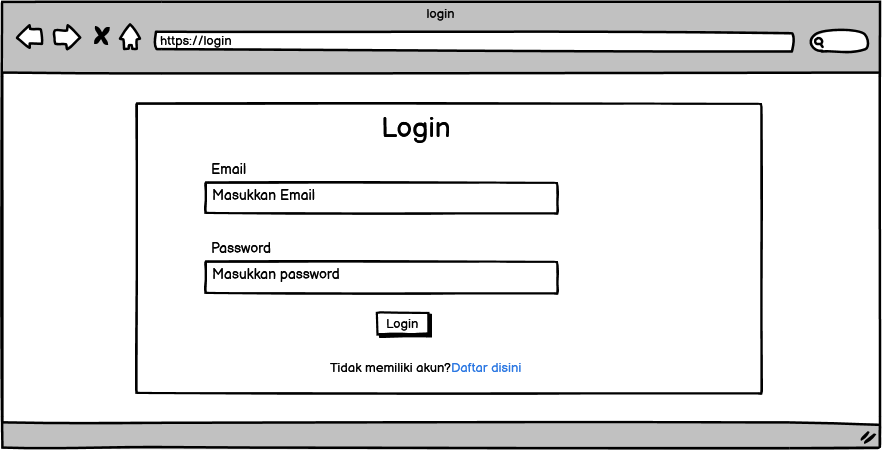 login
https://login
Login
Email
Masukkan Email
Password
Masukkan password
Login
Tidak memiliki akun?Daftar disini